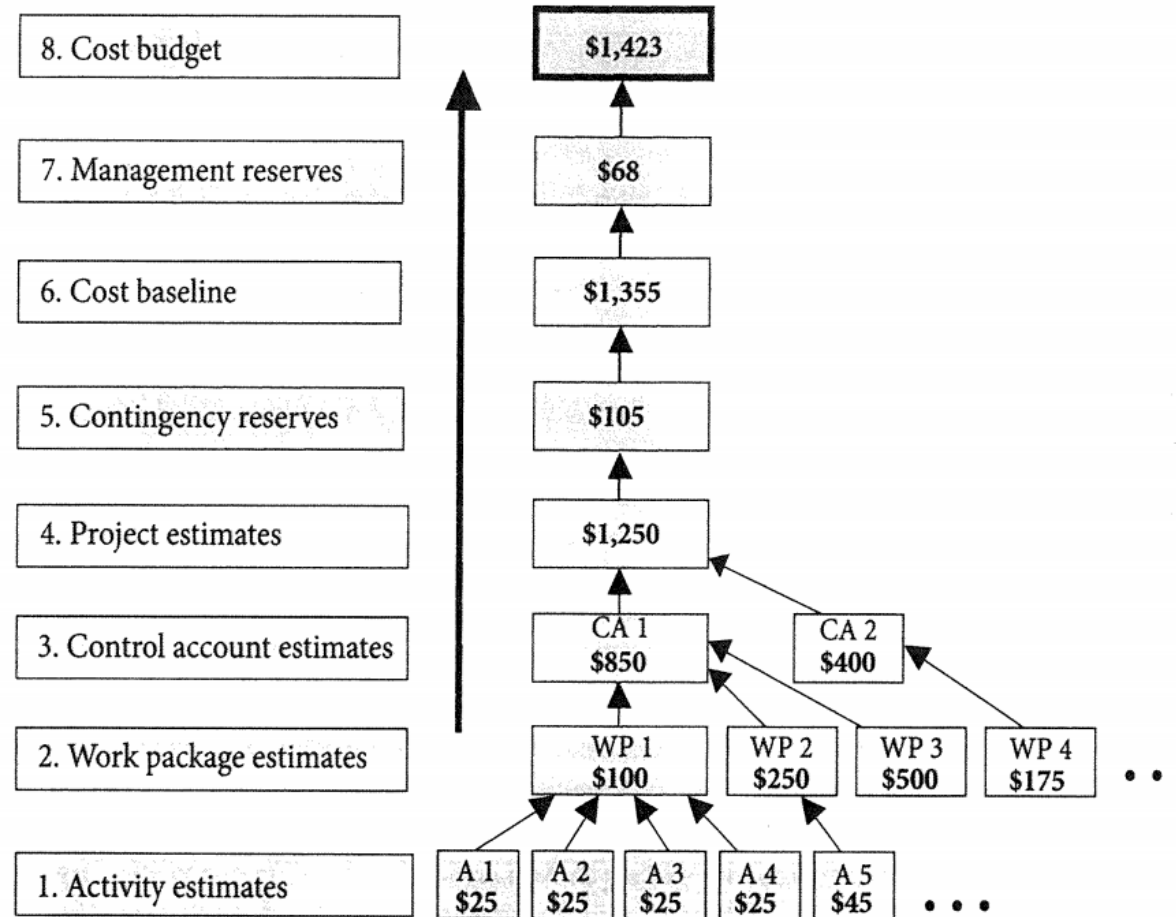 8. Cost budget
$1,423
7. Management reserves
$68
6. Cost baseline
$1,355
5. Contingency reserves
$105
4. Project estimates
$1,250
3. Control account estimates
CA 1
$850
CA 2
$400
2. Work package estimates
WP 1
$100
WP 2
$250
WP 3
$500
WP 4
$175
1. Activity estimates
A 1
$25
A 2
$25
A 3
$25
A 4
$25
A 5
$45